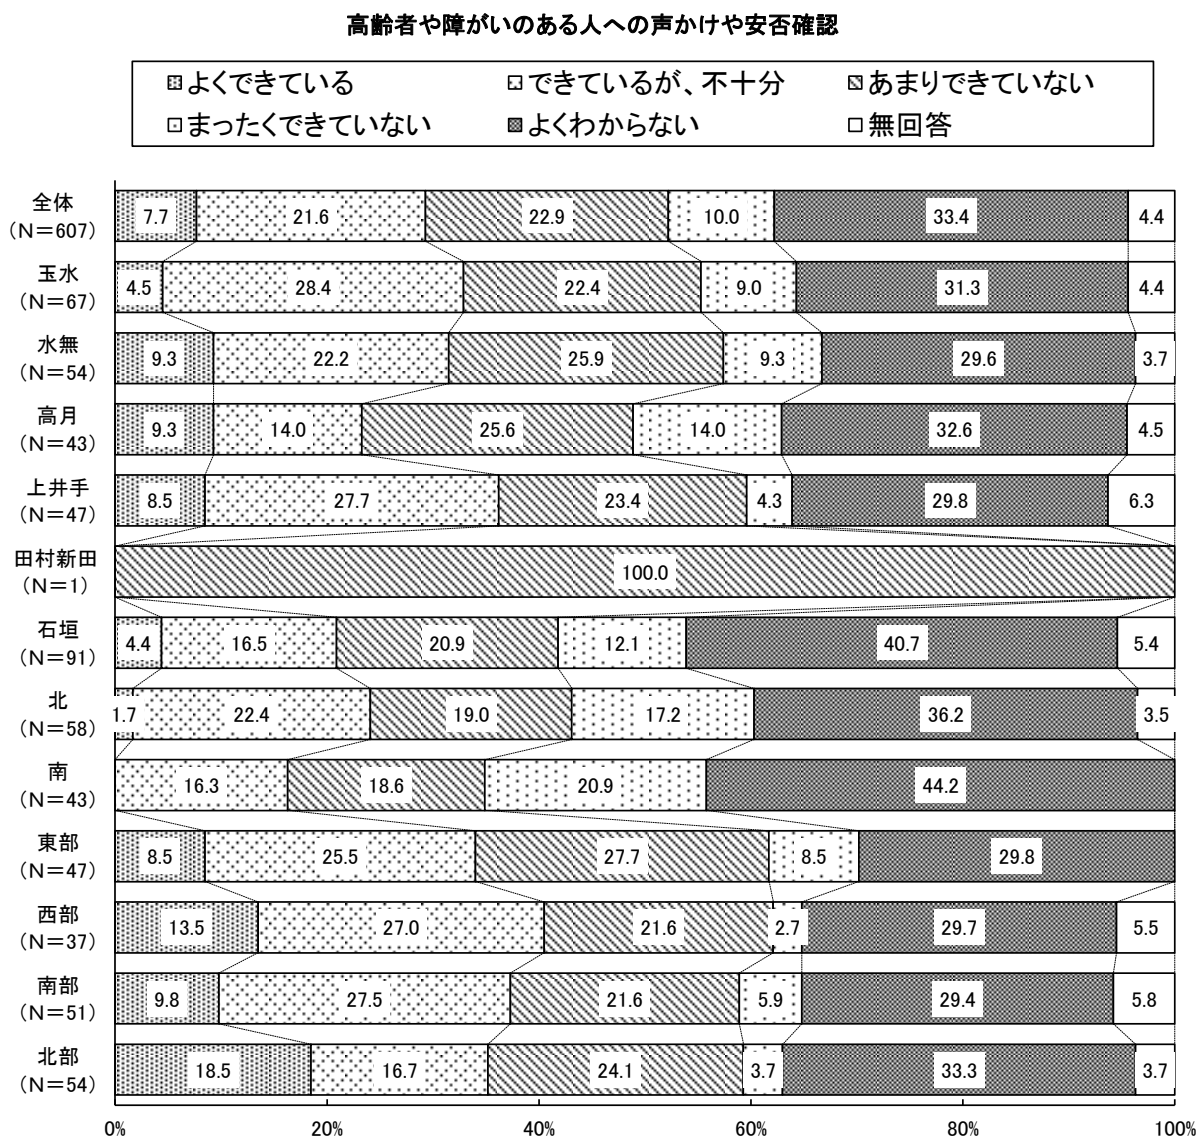 高齢者や障がいのある人への声かけや安否確認
よくできている できているが、不十分 あまりできていない
まったくできていない よくわからない 無回答
全体
(N=607)
7.7 21.6 22.9 10.0 33.4 4.4
玉水
(N=67)
4.5 28.4 22.4 9.0 31.3 4.4
水無
(N=54)
9.3 22.2 25.9 9.3 29.6 3.7
高月
(N=43)
9.3 14.0 25.6 14.0 32.6 4.5
上井手
(N=47)
8.5 27.7 23.4 4.3 29.8 6.3
田村新田
(N=1)
100.0
石垣
(N=91)
4.4 16.5 20.9 12.1 40.7 5.4
北
(N=58)
1.7 22.4 19.0 17.2 36.2 3.5
南
(N=43)
16.3 18.6 20.9 44.2
東部
(N=47)
8.5 25.5 27.7 8.5 29.8
西部
(N=37)
13.5 27.0 21.6 2.7 29.7 5.5
南部
(N=51)
9.8 27.5 21.6 5.9 29.4 5.8
北部
(N=54)
18.5 16.7 24.1 3.7 33.3 3.7
0% 20% 40% 60% 80% 100%